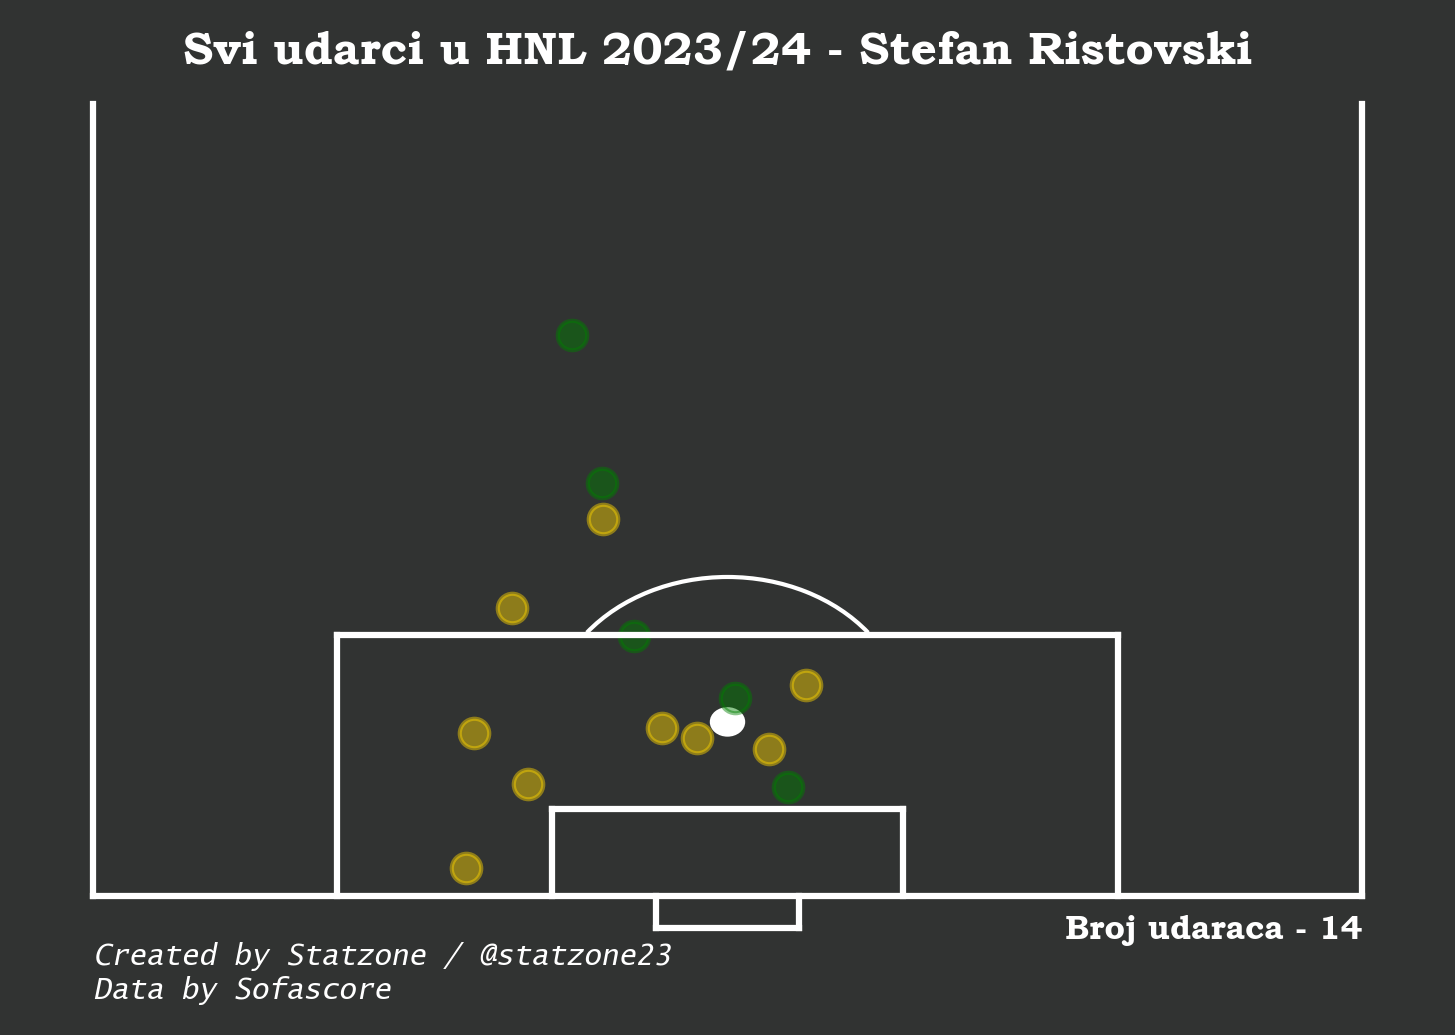 Svi udarci u HNL 2023/24 - Stefan Ristovski
Broj udaraca - 14
Created by Statzone / @statzone23
Data by Sofascore